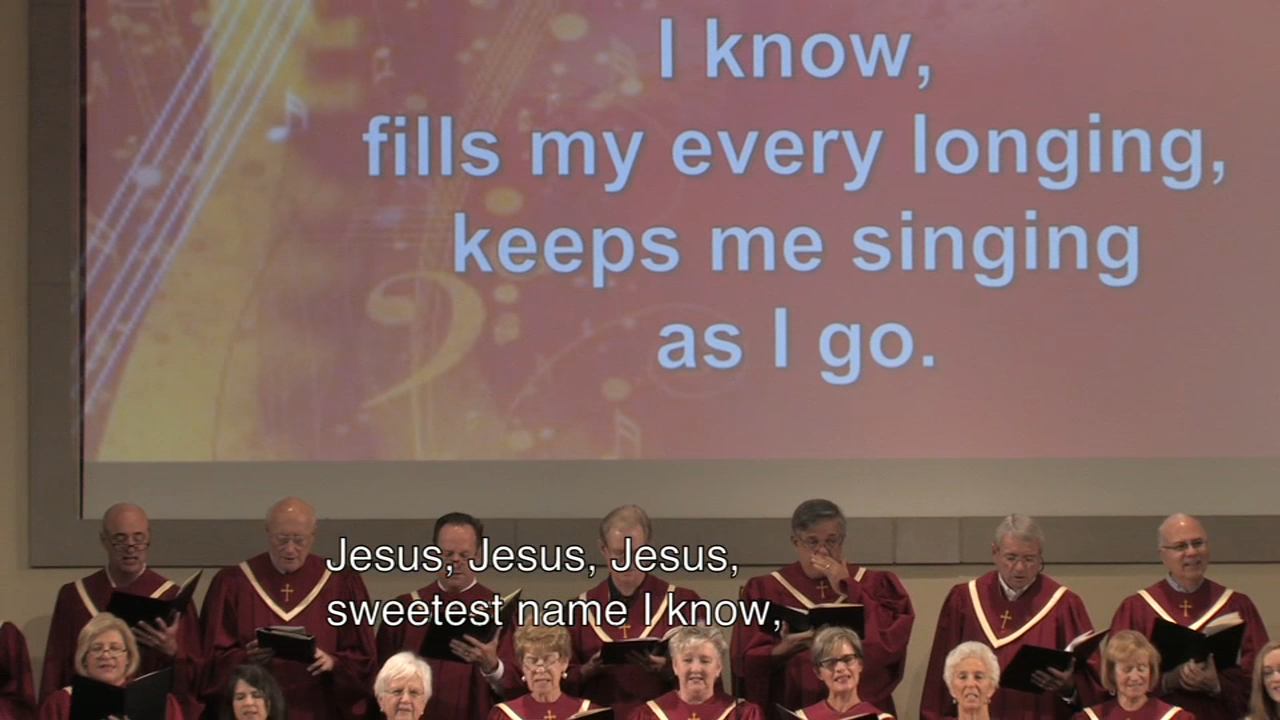 I know,
fills my every longing,
keeps me singing
as I go.
Jesus, Jesus, Jesus,
sweetest name I know,